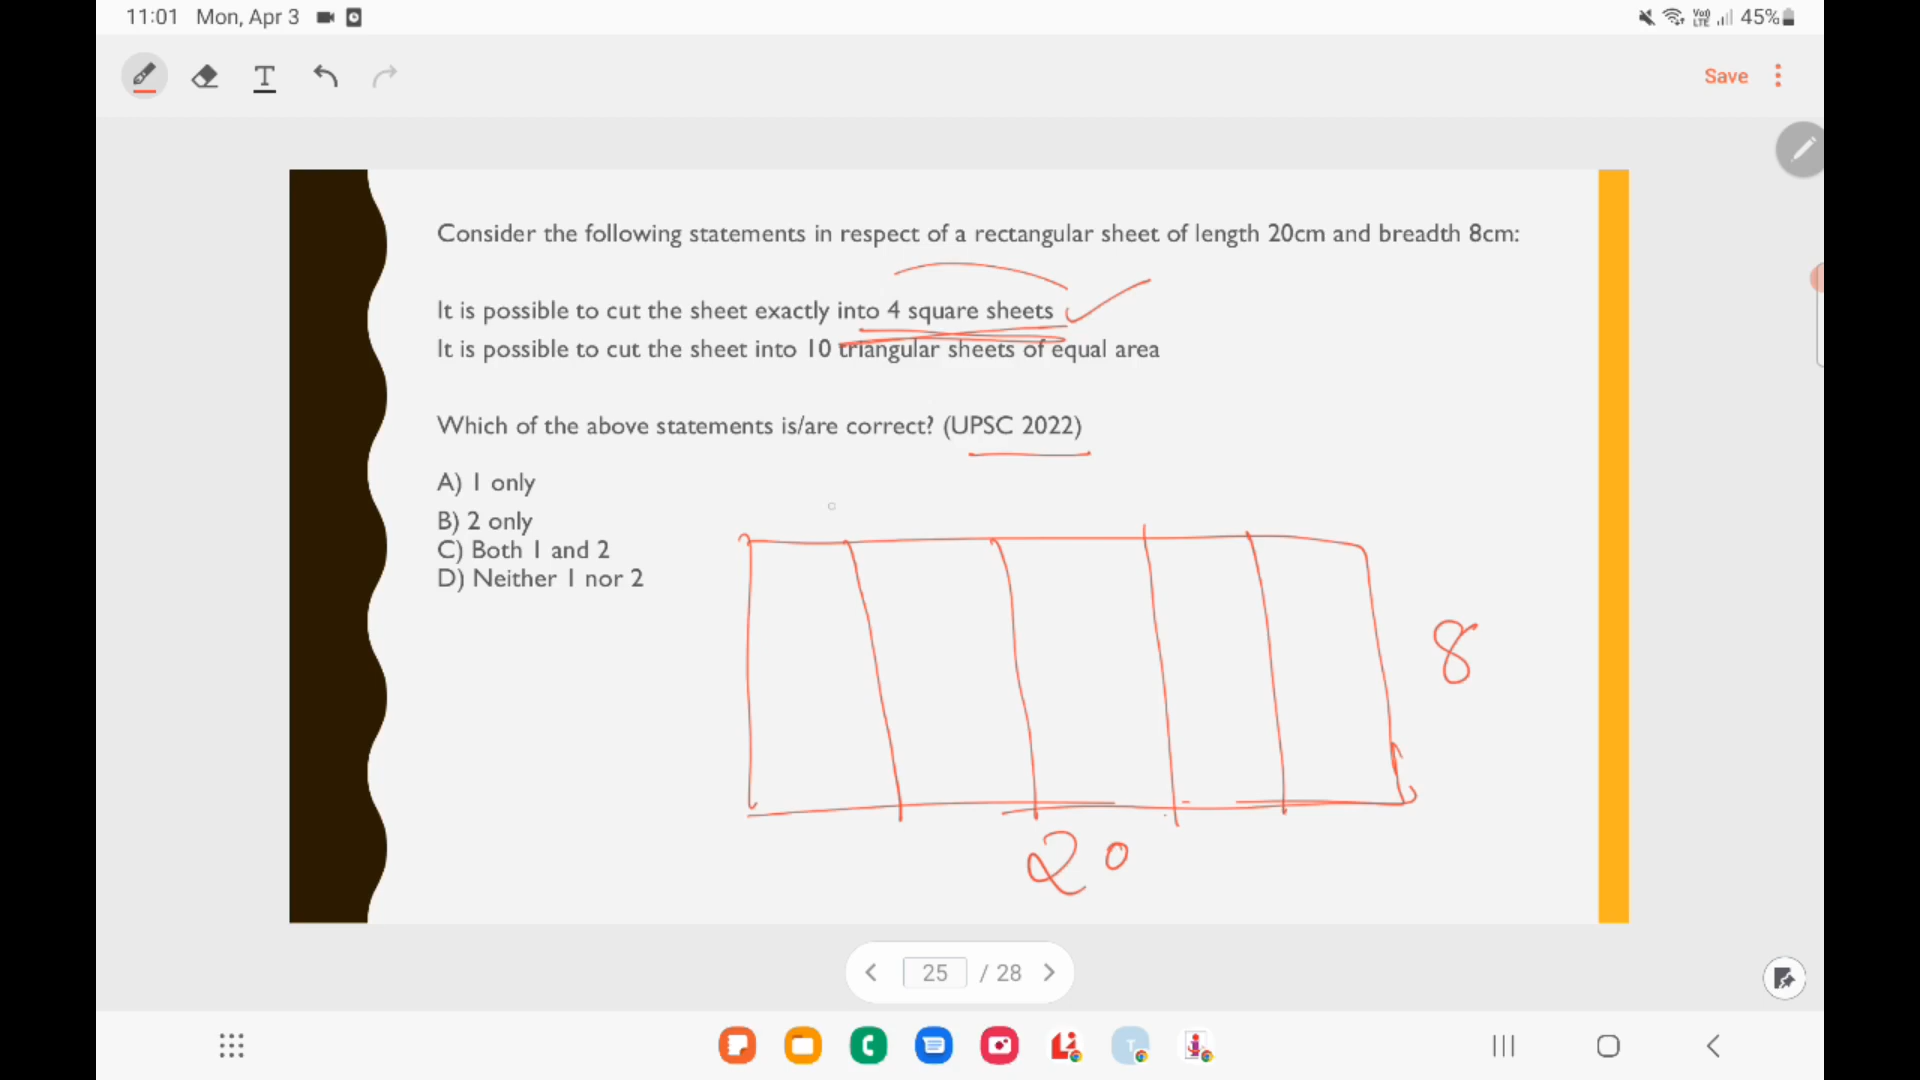 11:01 Mon, Apr 3
45%
T
Save
Consider the following statements in respect of a rectangular sheet of length 20cm and breadth 8cm:
It is possible to cut the sheet exactly into 4 square sheets
It is possible to cut the sheet into 10 triangular sheets of equal area
Which of the above statements is/are correct? (UPSC 2022)
A) 1 only
B) 2 only
C) Both 1 and 2
D) Neither 1 nor 2
8
20
25 / 28